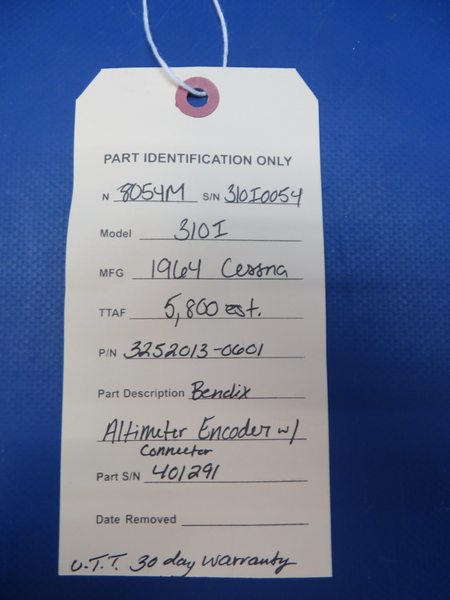 PART IDENTIFICATION ONLY
N 8054M S/N 310I0054
Model 310I
MFG 1964 Cessna
TTAF 5,800 est.
P/N 3252013-0601
Part Description Bendix
Altimeter Encoder w/
Connector
Part S/N 401291
Date Removed
U.T.T. 30 day warranty